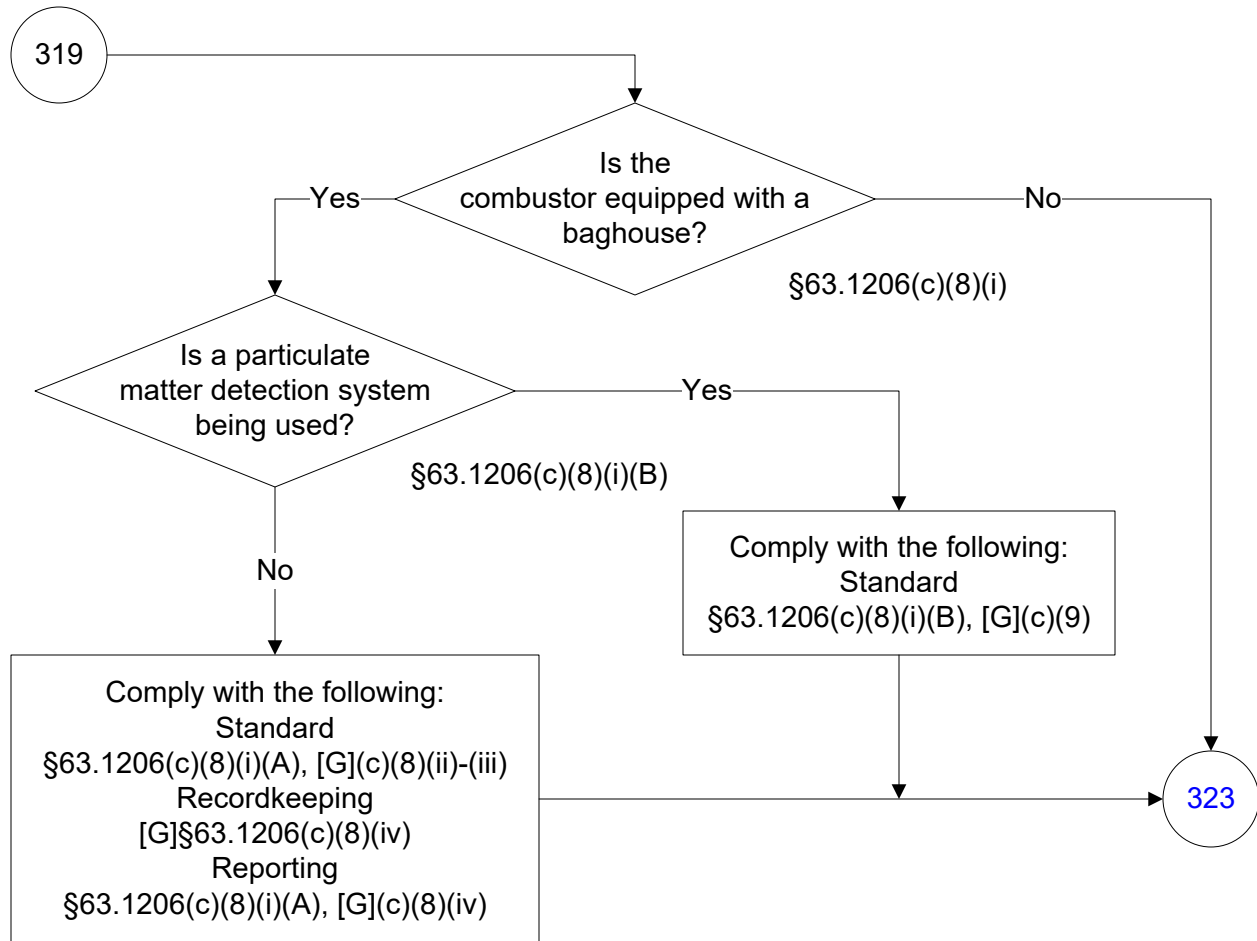 319
Is the
combustor equipped with a
baghouse?
Yes
No
§63.1206(c)(8)(i)
Is a particulate
matter detection system
being used?
Yes
§63.1206(c)(8)(i)(B)
No
Comply with the following:
Standard
§63.1206(c)(8)(i)(B), [G](c)(9)
Comply with the following:
Standard
§63.1206(c)(8)(i)(A), [G](c)(8)(ii)-(iii)
Recordkeeping
[G]§63.1206(c)(8)(iv)
Reporting
§63.1206(c)(8)(i)(A), [G](c)(8)(iv)
323